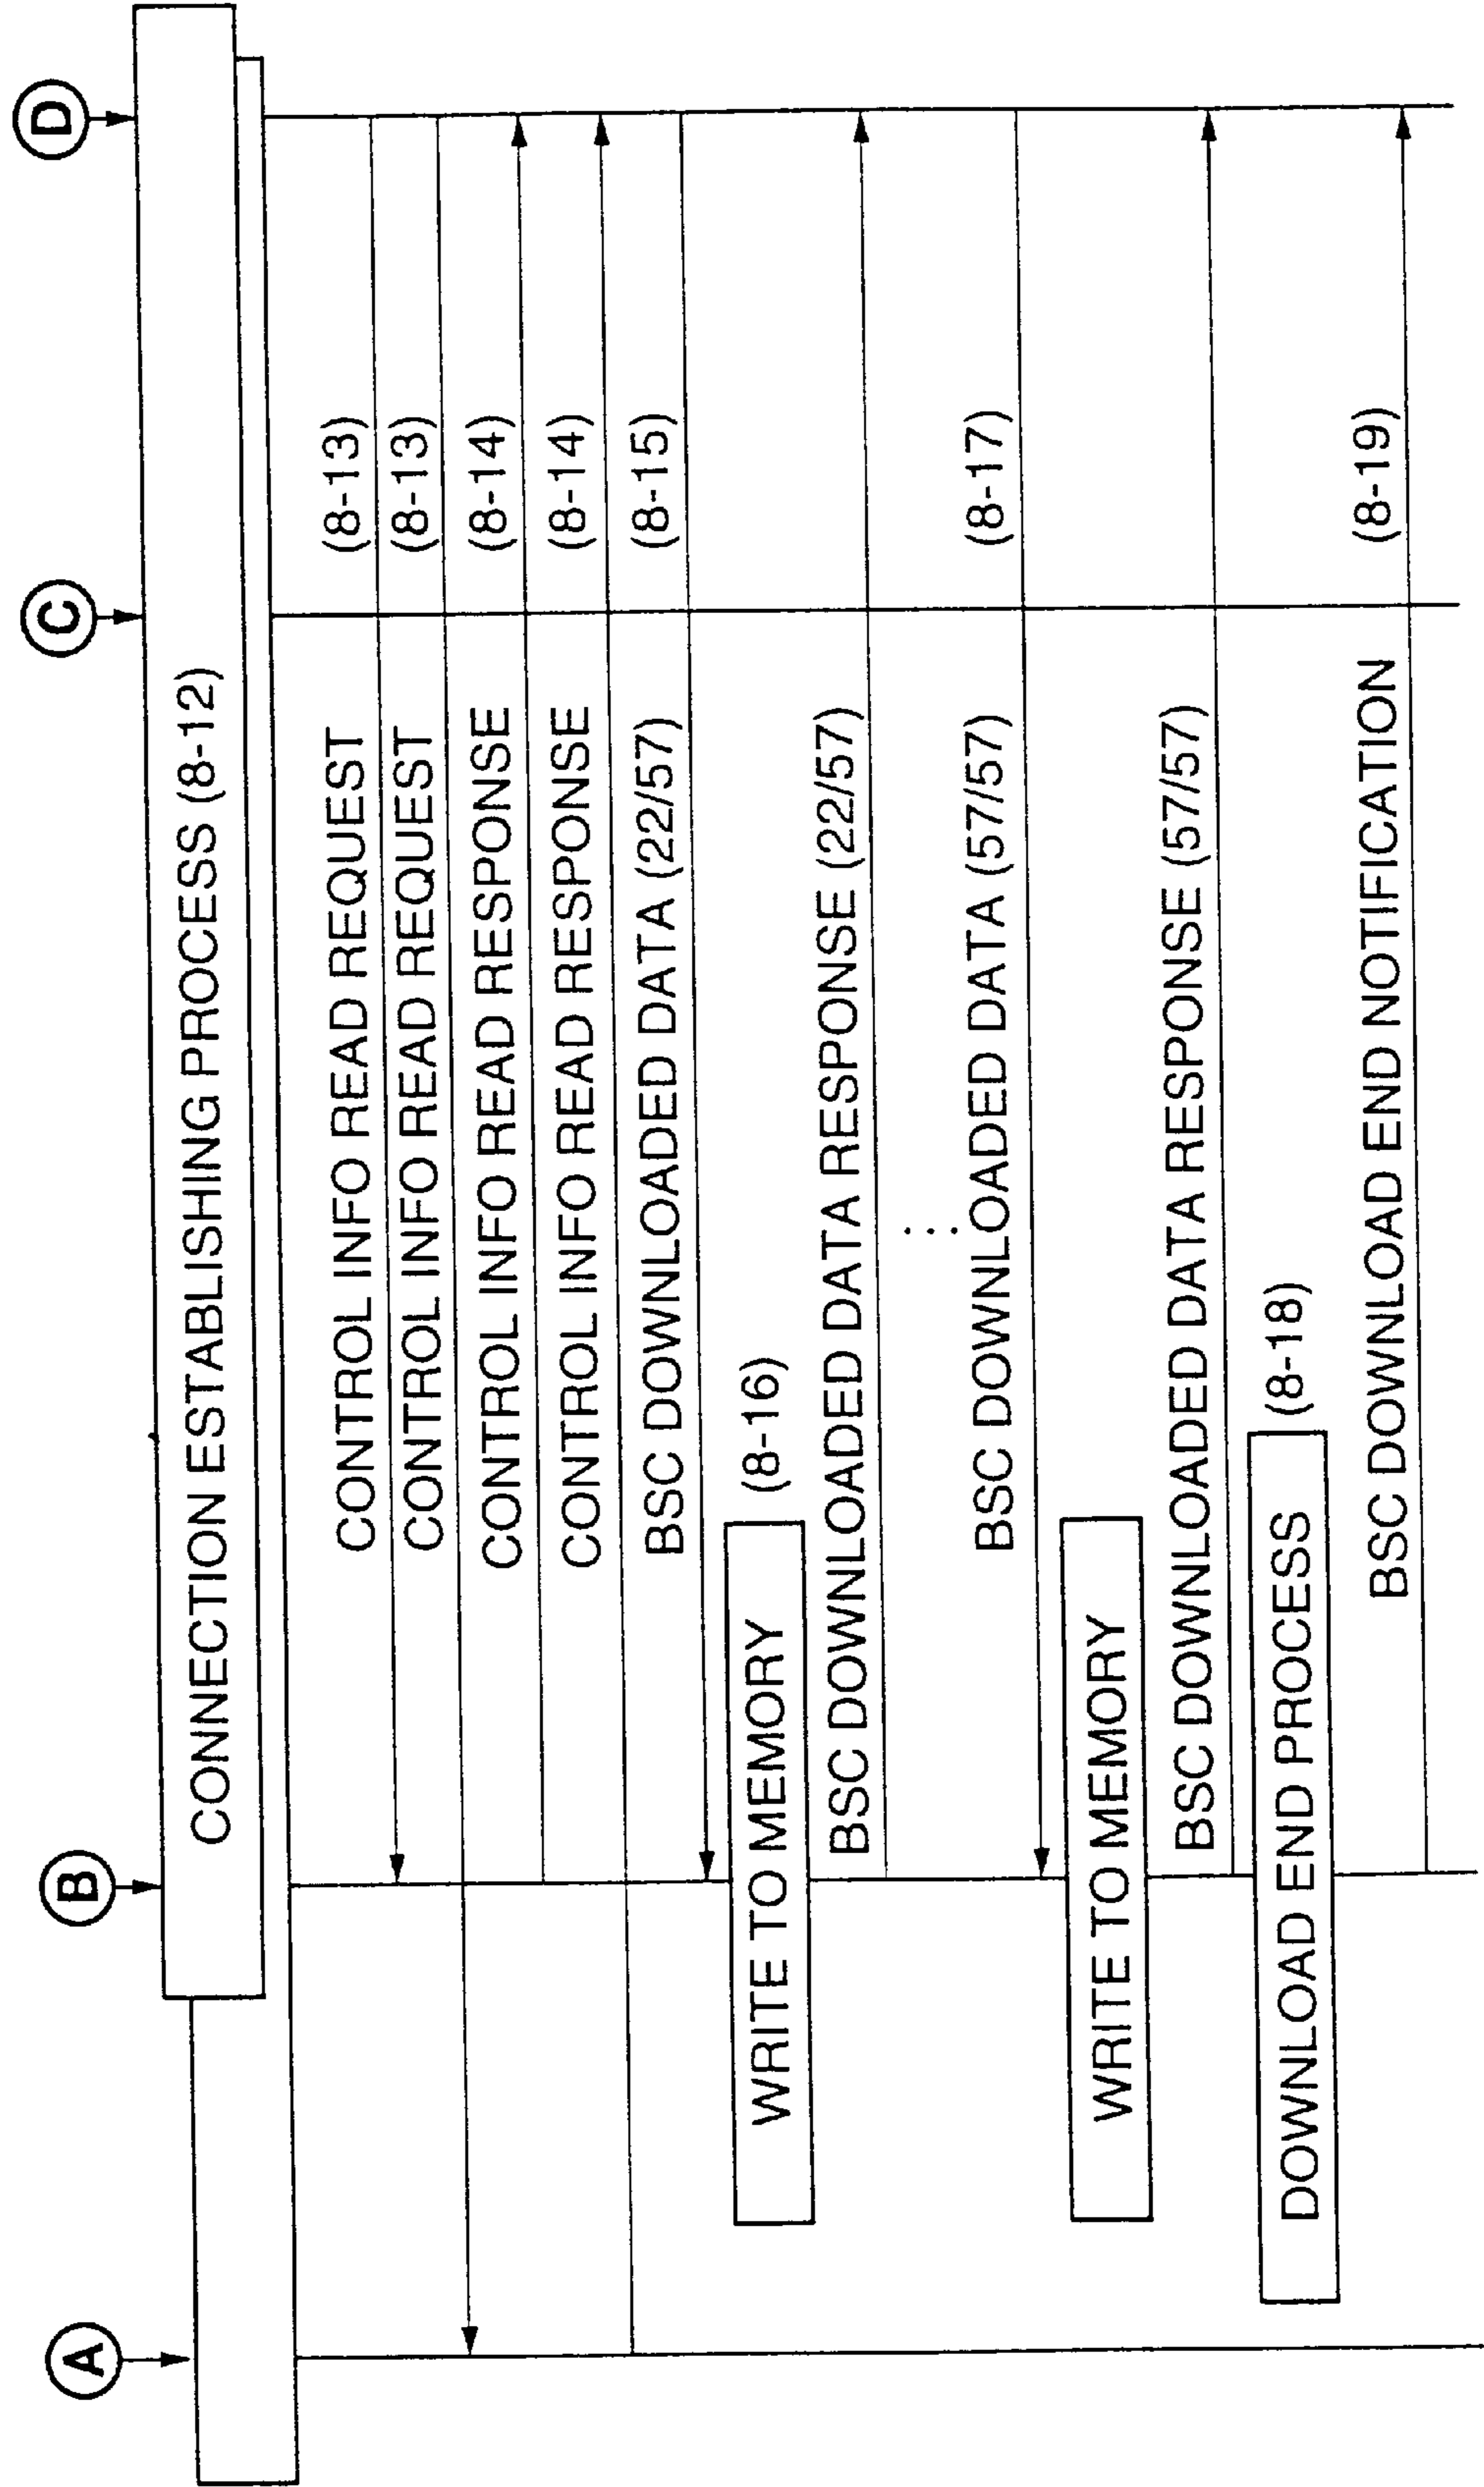 A
B
C
D
CONNECTION ESTABLISHING PROCESS (8-12)
CONTROL INFO READ REQUEST (8-13)
CONTROL INFO READ REQUEST (8-13)
CONTROL INFO READ RESPONSE (8-14)
CONTROL INFO READ RESPONSE (8-14)
BSC DOWNLOADED DATA (22/57) (8-15)
WRITE TO MEMORY (8-16)
BSC DOWNLOADED DATA RESPONSE (22/57)
...
BSC DOWNLOADED DATA (57/57) (8-17)
WRITE TO MEMORY
BSC DOWNLOADED DATA RESPONSE (57/57)
DOWNLOAD END PROCESS (8-18)
BSC DOWNLOAD END NOTIFICATION (8-19)